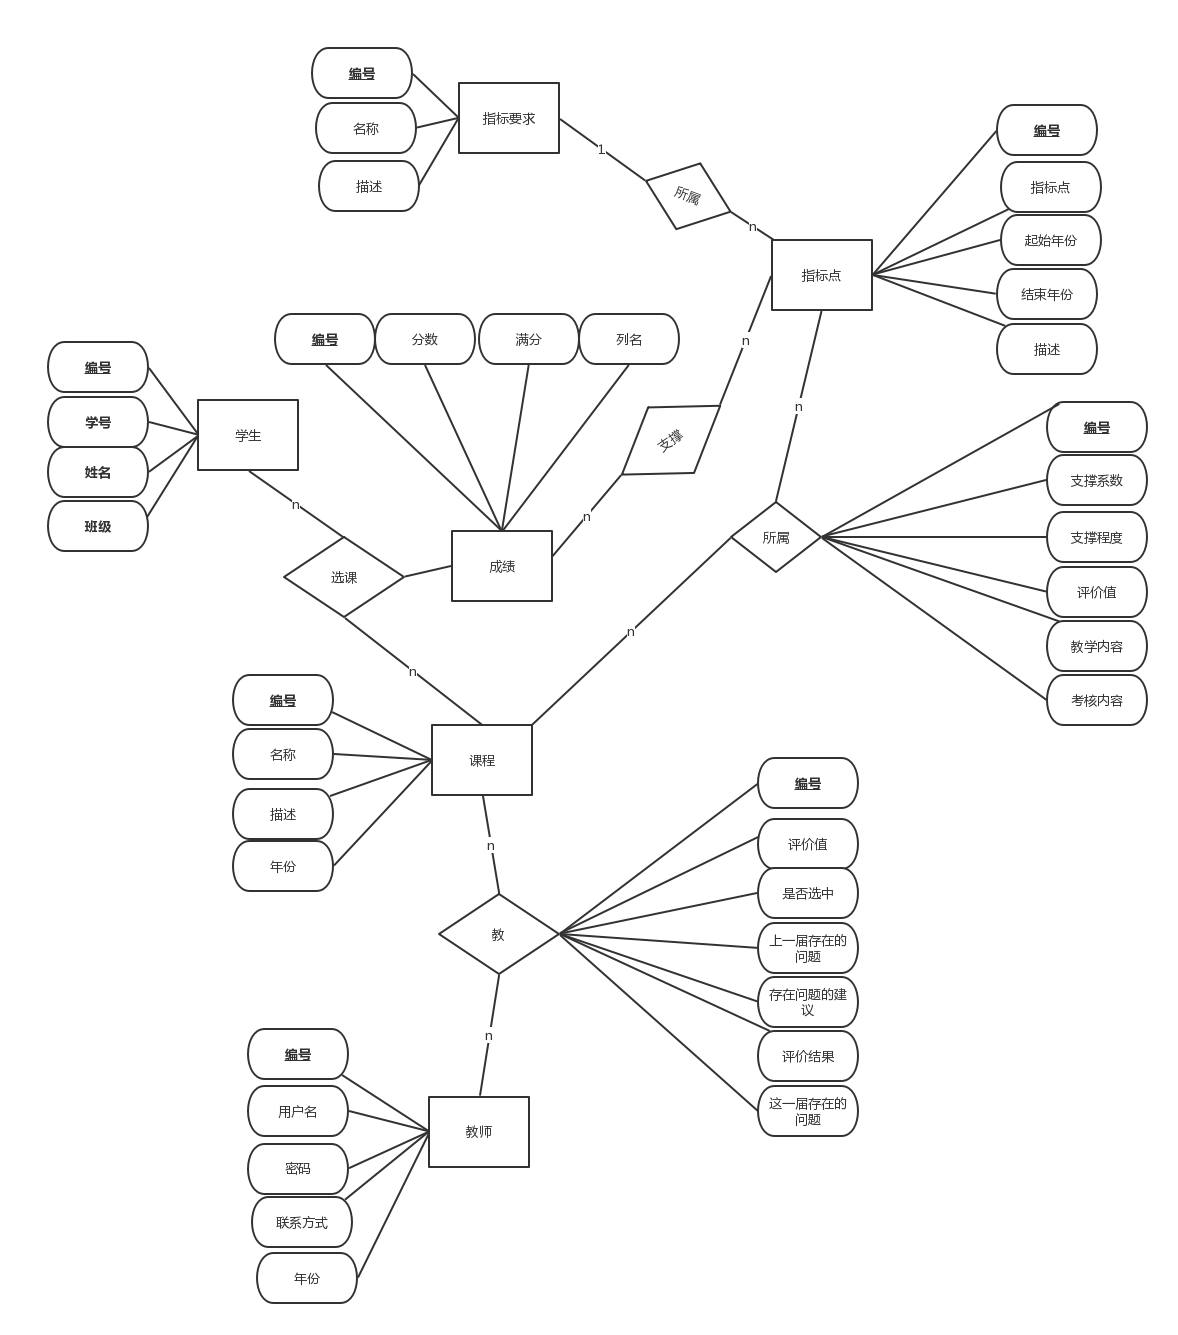 编号
名称
描述
指标要求
1
所属
n
指标点
编号
指标点
起始年份
结束年份
描述
编号
分数
满分
列名
n
支撑
n
n
编号
学号
姓名
班级
学生
n
选课
成绩
所属
编号
支撑系数
支撑程度
评价值
教学内容
考核内容
n
n
编号
名称
描述
年份
课程
n
教
n
编号
评价值
是否选中
上一届存在的
问题
存在问题的建
议
评价结果
这一届存在的
问题
编号
用户名
密码
联系方式
年份
教师